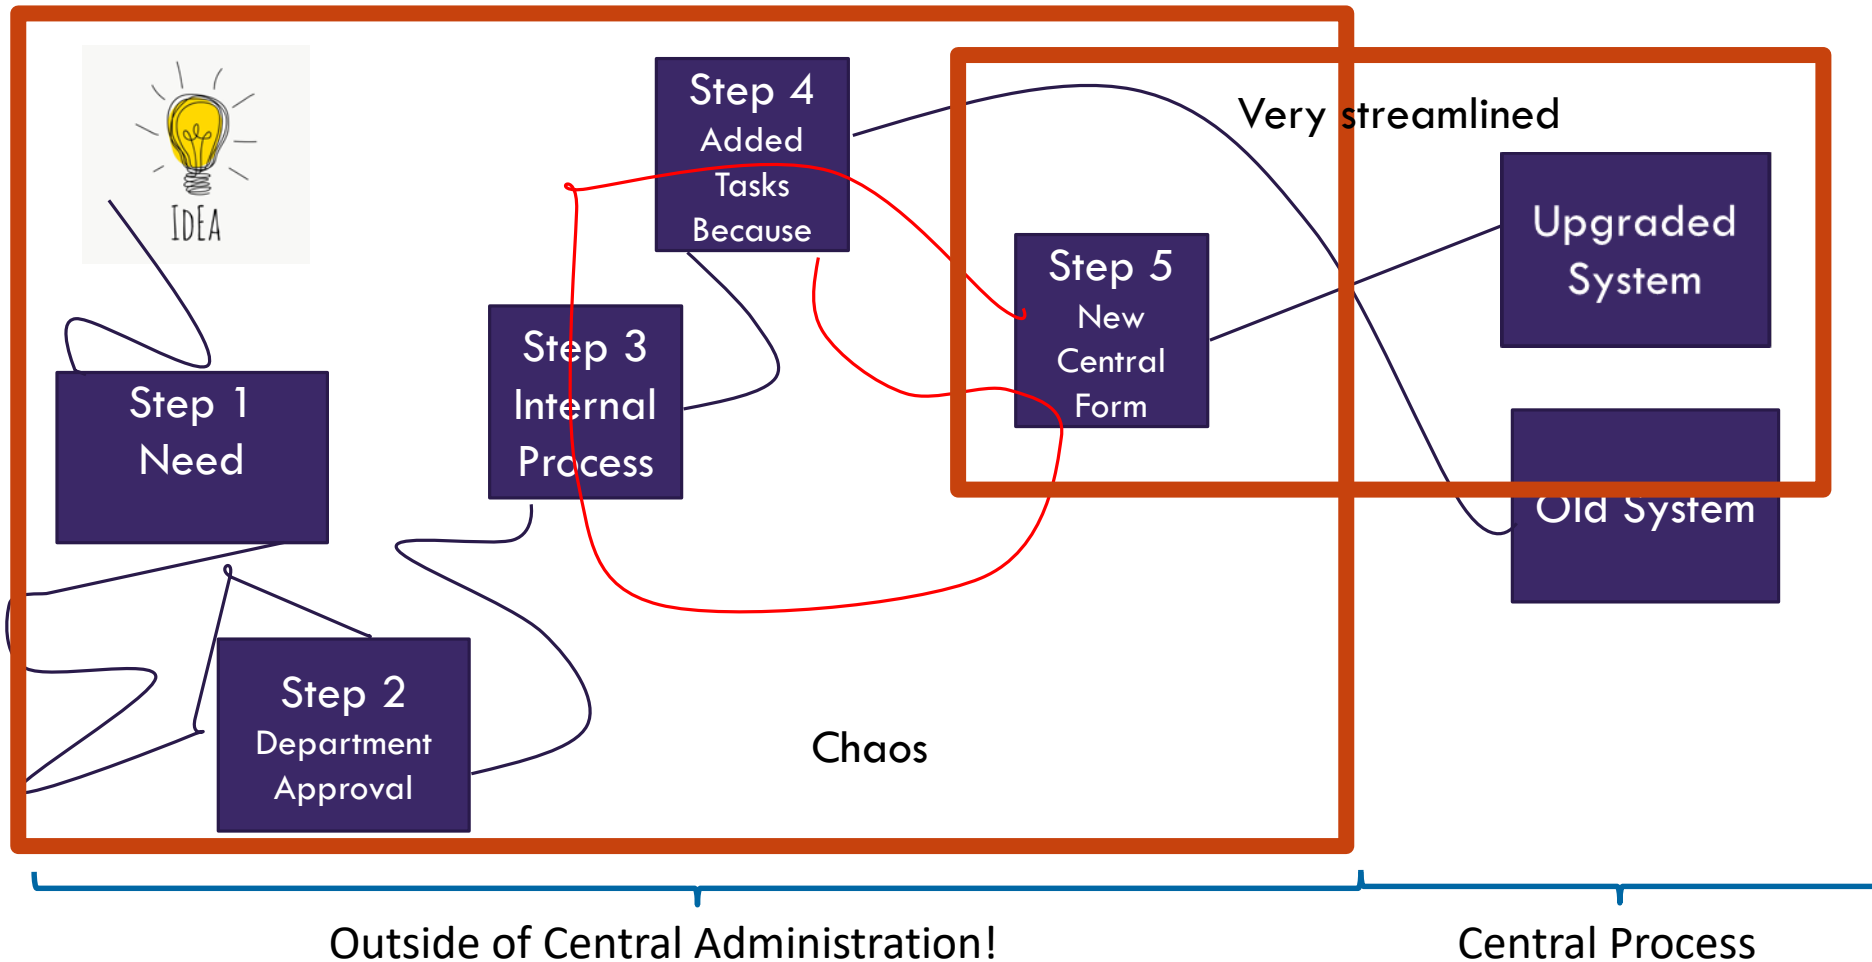 IdEA
Step 1
Need
Step 2
Department
Approval
Step 3
Internal
Process
Step 4
Added
Tasks
Because
Step 5
New
Central
Form
Very streamlined
Upgraded
System
Old System
Chaos
Outside of Central Administration!
Central Process